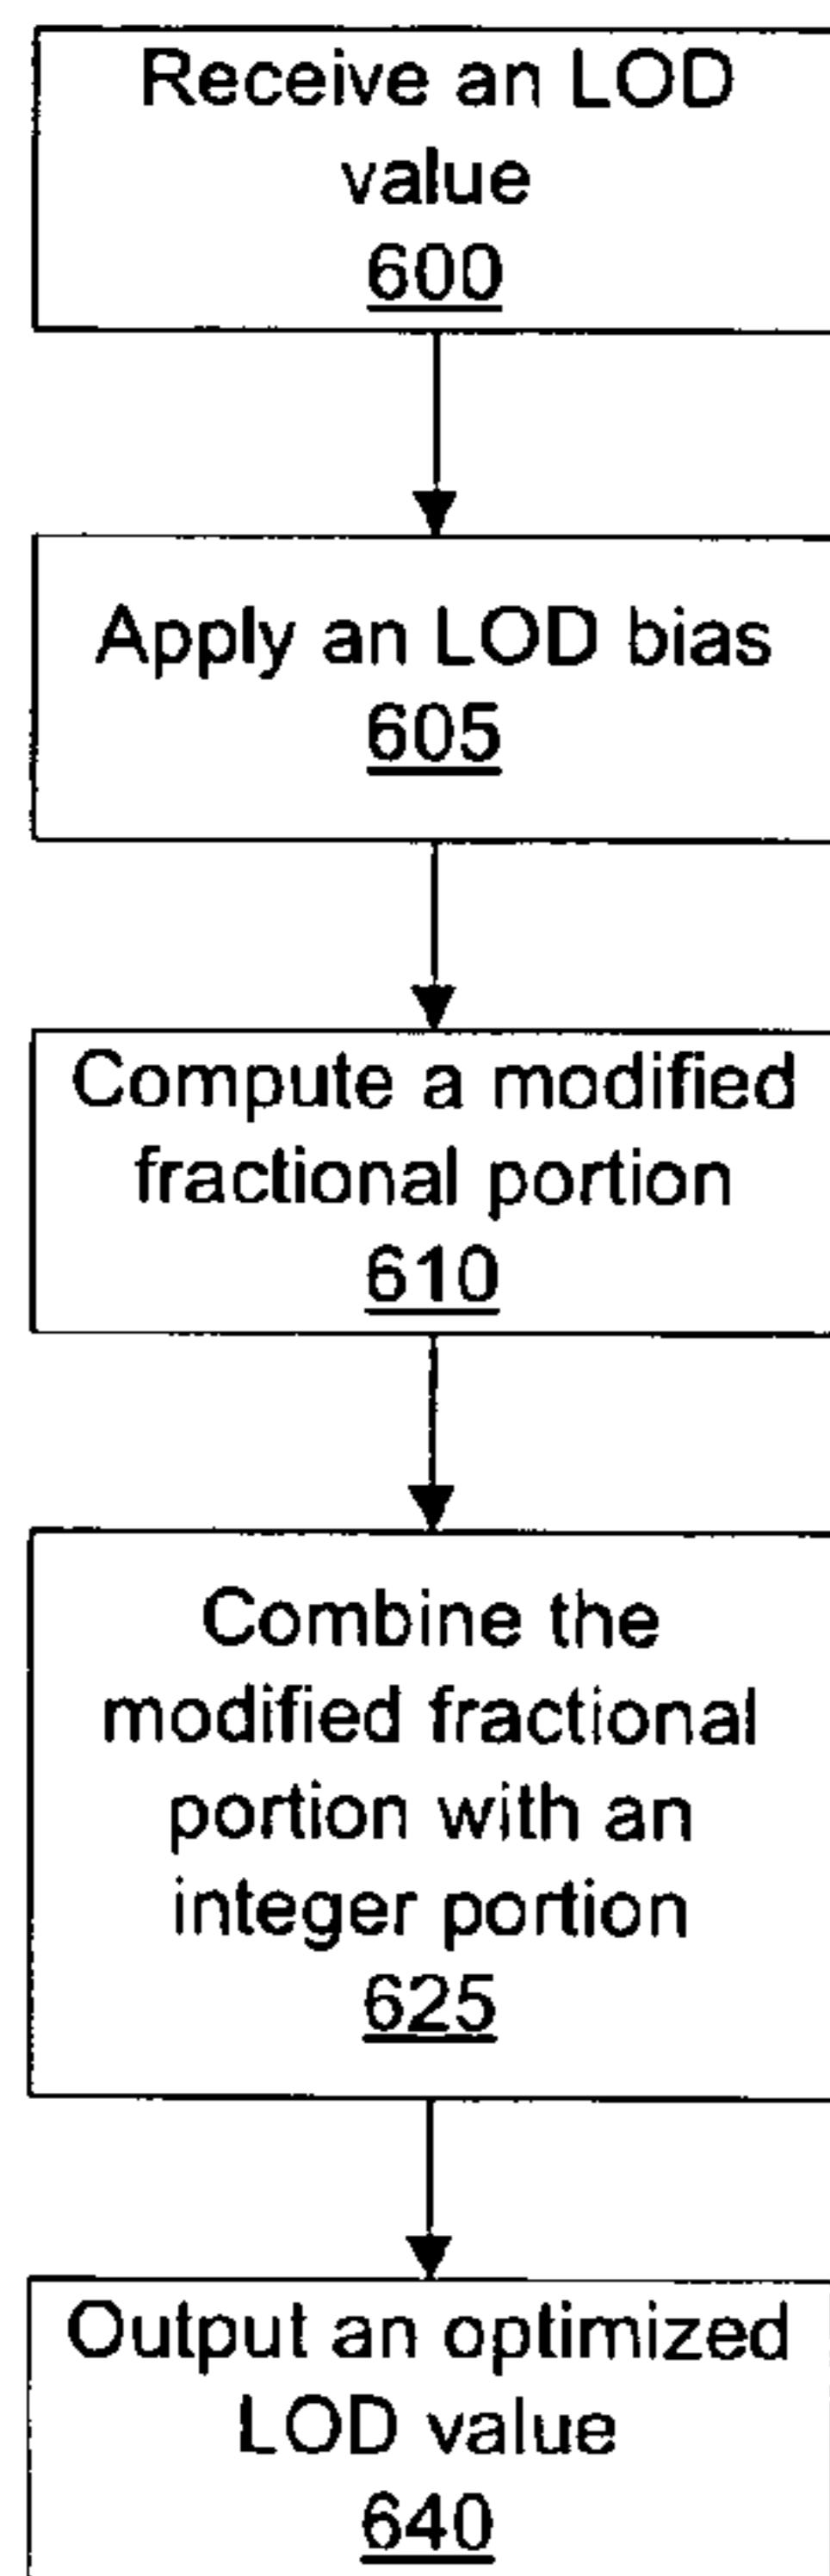 Receive an LOD
value
600
Apply an LOD bias
605
Compute a modified
fractional portion
610
Combine the
modified fractional
portion with an
integer portion
625
Output an optimized
LOD value
640